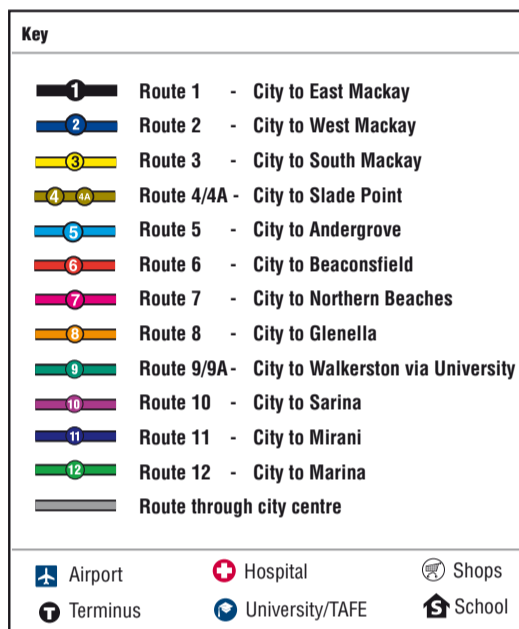 Key
1 Route 1 - City to East Mackay
2 Route 2 - City to West Mackay
3 Route 3 - City to South Mackay
4 4A Route 4/4A - City to Slade Point
5 Route 5 - City to Andergrove
6 Route 6 - City to Beaconsfield
7 Route 7 - City to Northern Beaches
8 Route 8 - City to Glenella
9 Route 9/9A - City to Walkerston via University
10 Route 10 - City to Sarina
11 Route 11 - City to Mirani
12 Route 12 - City to Marina
Route through city centre
Airport Hospital Shops
T Terminus University/TAFE S School